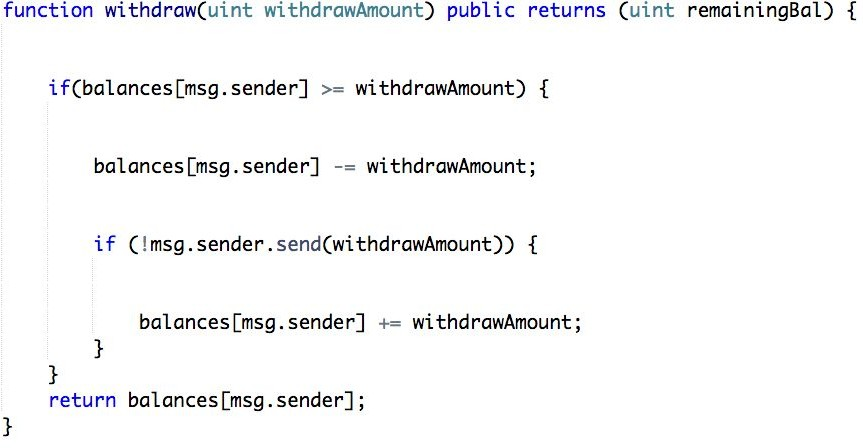 function withdraw(uint withdrawAmount) public returns (uint remainingBal) {
if(balances[msg.sender] >= withdrawAmount) {
balances[msg.sender] -= withdrawAmount;
if (!msg.sender.send(withdrawAmount)) {
balances[msg.sender] += withdrawAmount;
}
}
return balances[msg.sender];
}